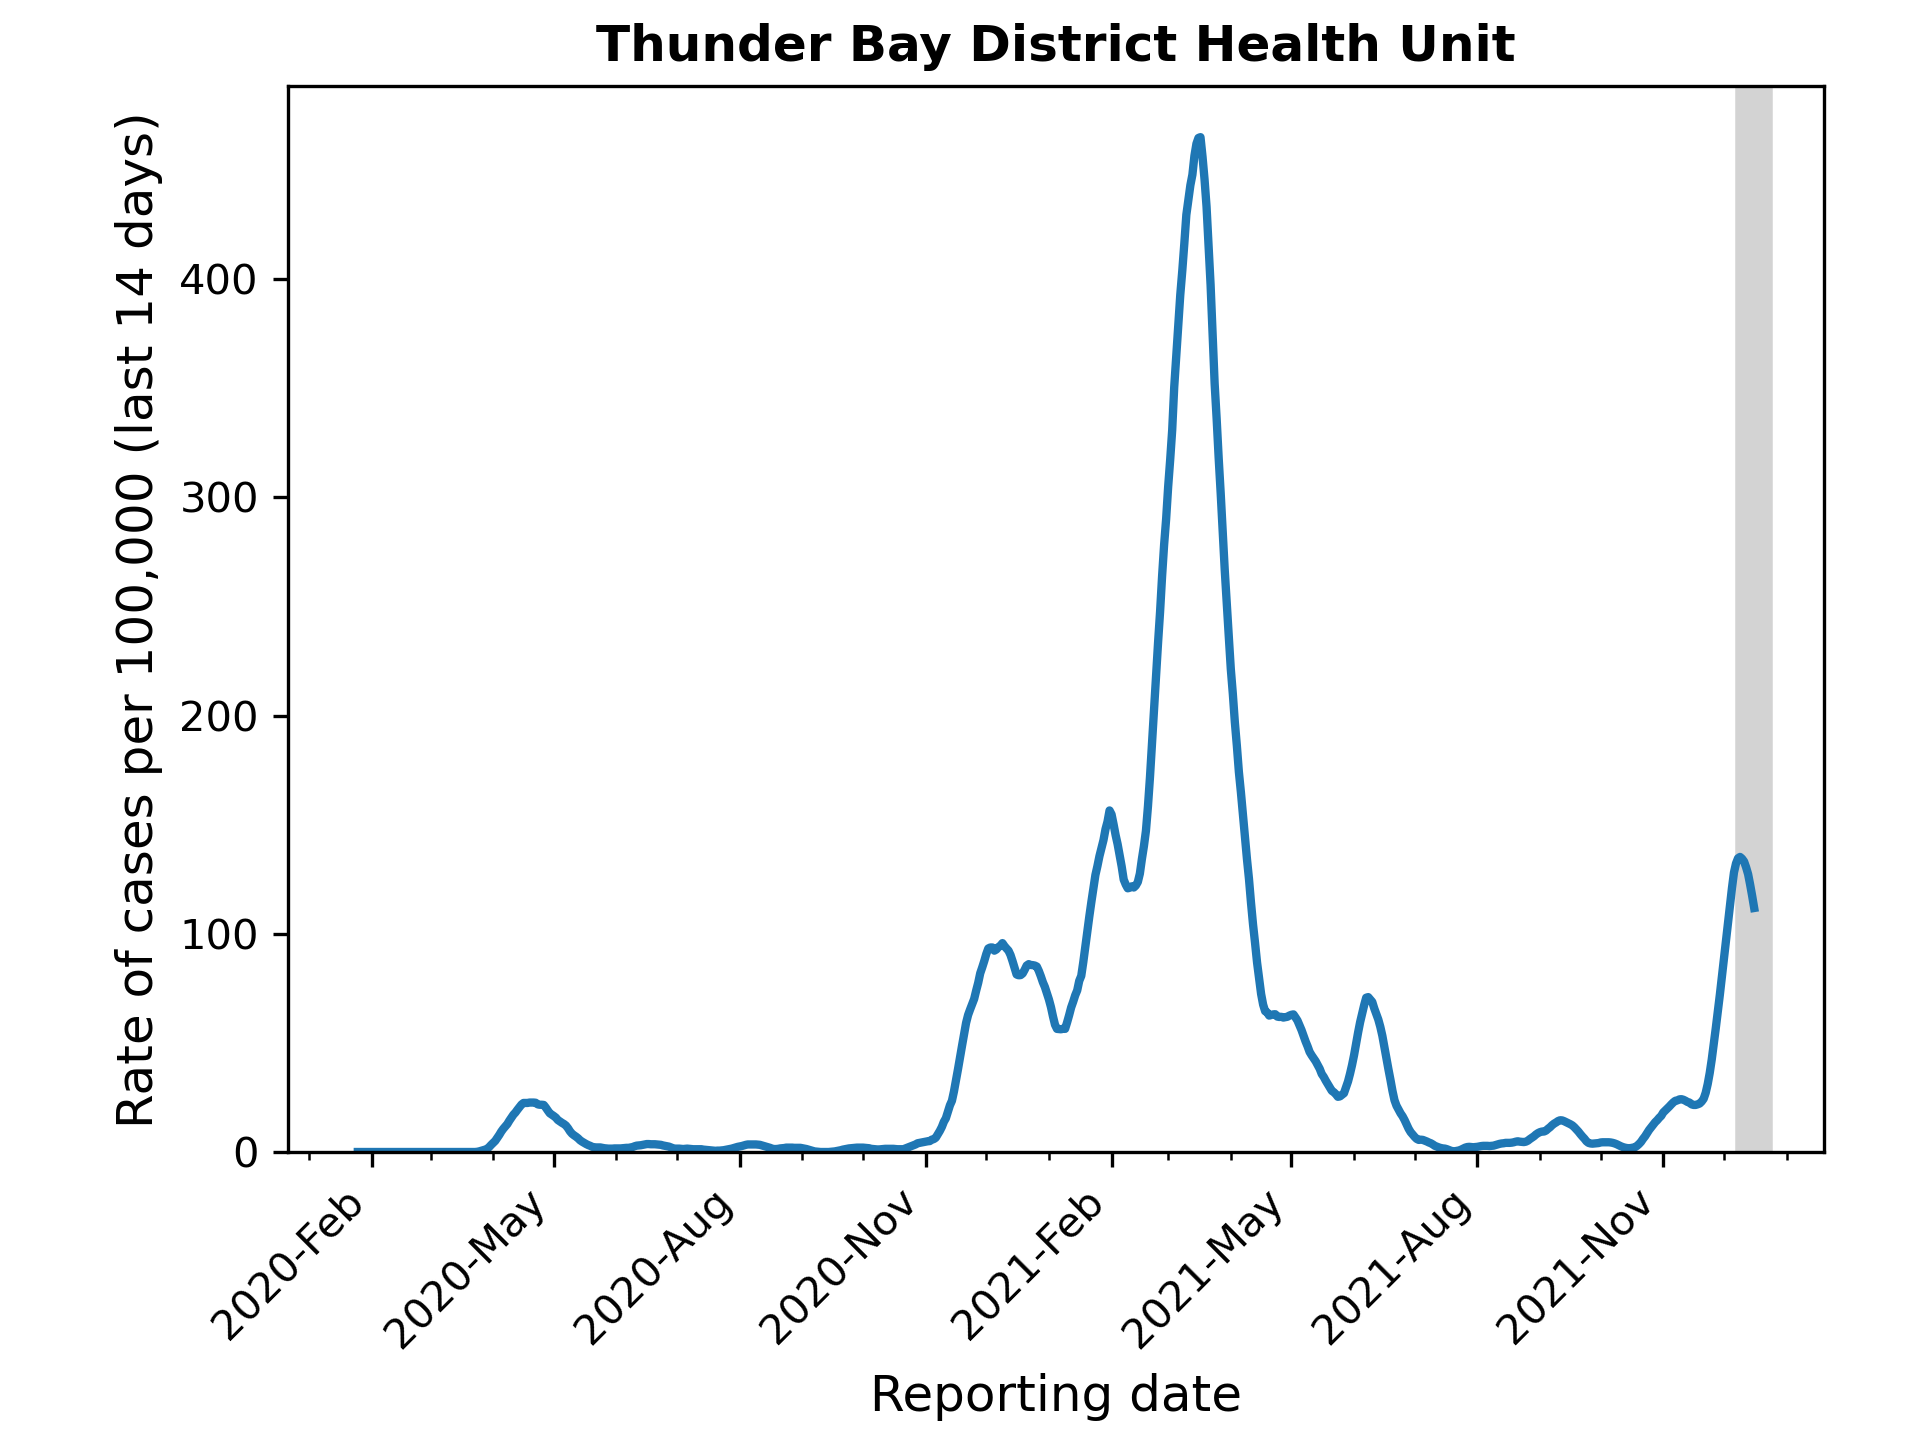 Thunder Bay District Health Unit
Rate of cases per 100,000 (last 14 days)
400
300
200
100
0
2020-Feb
2020-May
2020-Aug
2020-Nov
2021-Feb
2021-May
2021-Aug
2021-Nov
Reporting date